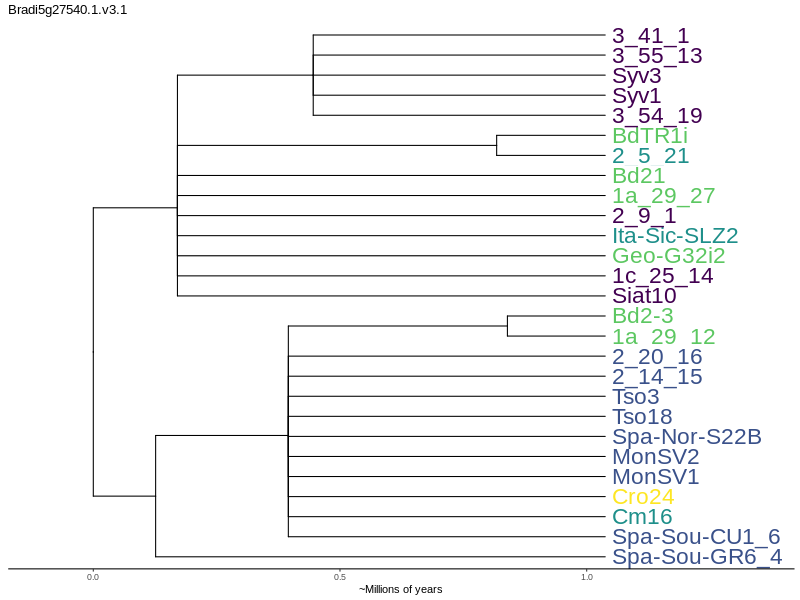 Bradi5g27540.1.v3.1
3_41_1
3_55_13
Syv3
Syv1
3_54_19
BdTR1i
2_5_21
Bd21
1a_29_27
2_9_1
Ita-Sic-SLZ2
Geo-G32i2
1c_25_14
Siat10
Bd2-3
1a_29_12
2_20_16
2_14_15
Tso3
Tso18
Spa-Nor-S22B
MonSV2
MonSV1
Cro24
Cm16
Spa-Sou-CU1_6
Spa-Sou-GR6_4
0.0 0.5 1.0
~Millions of years